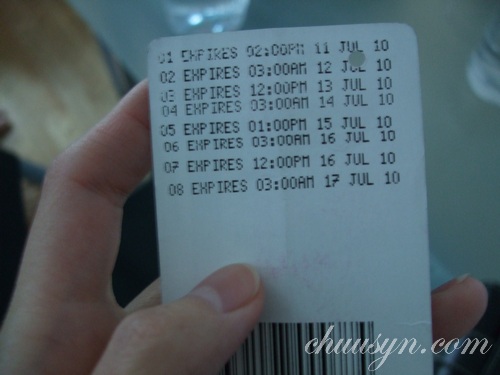 01 EXPIRES 02:00PM 11 JUL 10
02 EXPIRES 03:00AM 12 JUL 10
03 EXPIRES 12:00PM 13 JUL 10
04 EXPIRES 03:00AM 14 JUL 10
05 EXPIRES 01:00PM 15 JUL 10
06 EXPIRES 03:00AM 16 JUL 10
07 EXPIRES 12:00PM 16 JUL 10
08 EXPIRES 03:00AM 17 JUL 10
chuusyn.com